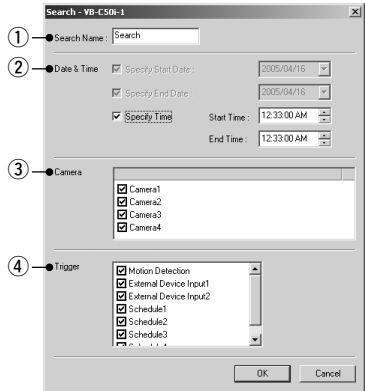 Search - VB-C50i-1
① Search Name : Search
② Date & Time Specify Start Date : 2005/04/16
Specify End Date : 2005/04/16
Specify Time Start Time : 12:33:00 AM
End Time : 12:33:00 AM
③ Camera
Camera1
Camera2
Camera3
Camera4
④ Trigger
Motion Detection
External Device Input1
External Device Input2
Schedule1
Schedule2
Schedule3
OK Cancel